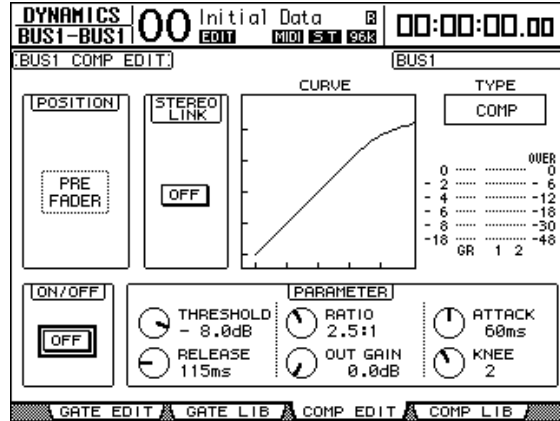 DYNAMICS
BUS1-BUS1
00
Initial Data R
EDIT MIDI ST 96K
00:00:00.00
BUS1 COMP EDIT
BUS1
POSITION
PRE
FADER
STEREO
LINK
OFF
CURVE
TYPE
COMP
OVER
0 0
- 2 - 6
- 4 -12
- 6 -18
- 8 -30
-18 -48
GR 1 2
ON/OFF
OFF
PARAMETER
THRESHOLD
- 8.0dB
RATIO
2.5:1
ATTACK
60ms
RELEASE
115ms
OUT GAIN
0.0dB
KNEE
2
GATE EDIT GATE LIB COMP EDIT COMP LIB